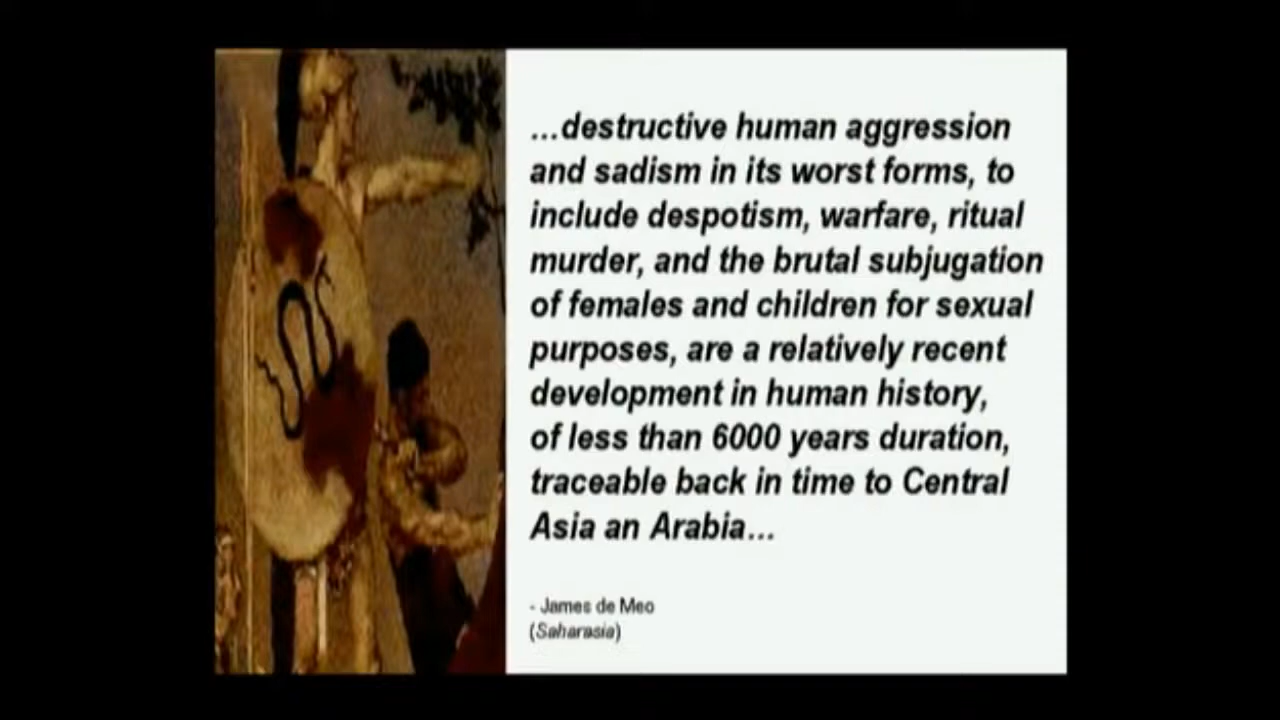 ...destructive human aggression
and sadism in its worst forms, to
include despotism, warfare, ritual
murder, and the brutal subjugation
of females and children for sexual
purposes, are a relatively recent
development in human history,
of less than 6000 years duration,
traceable back in time to Central
Asia an Arabia...
- James de Meo
(Saharasia)